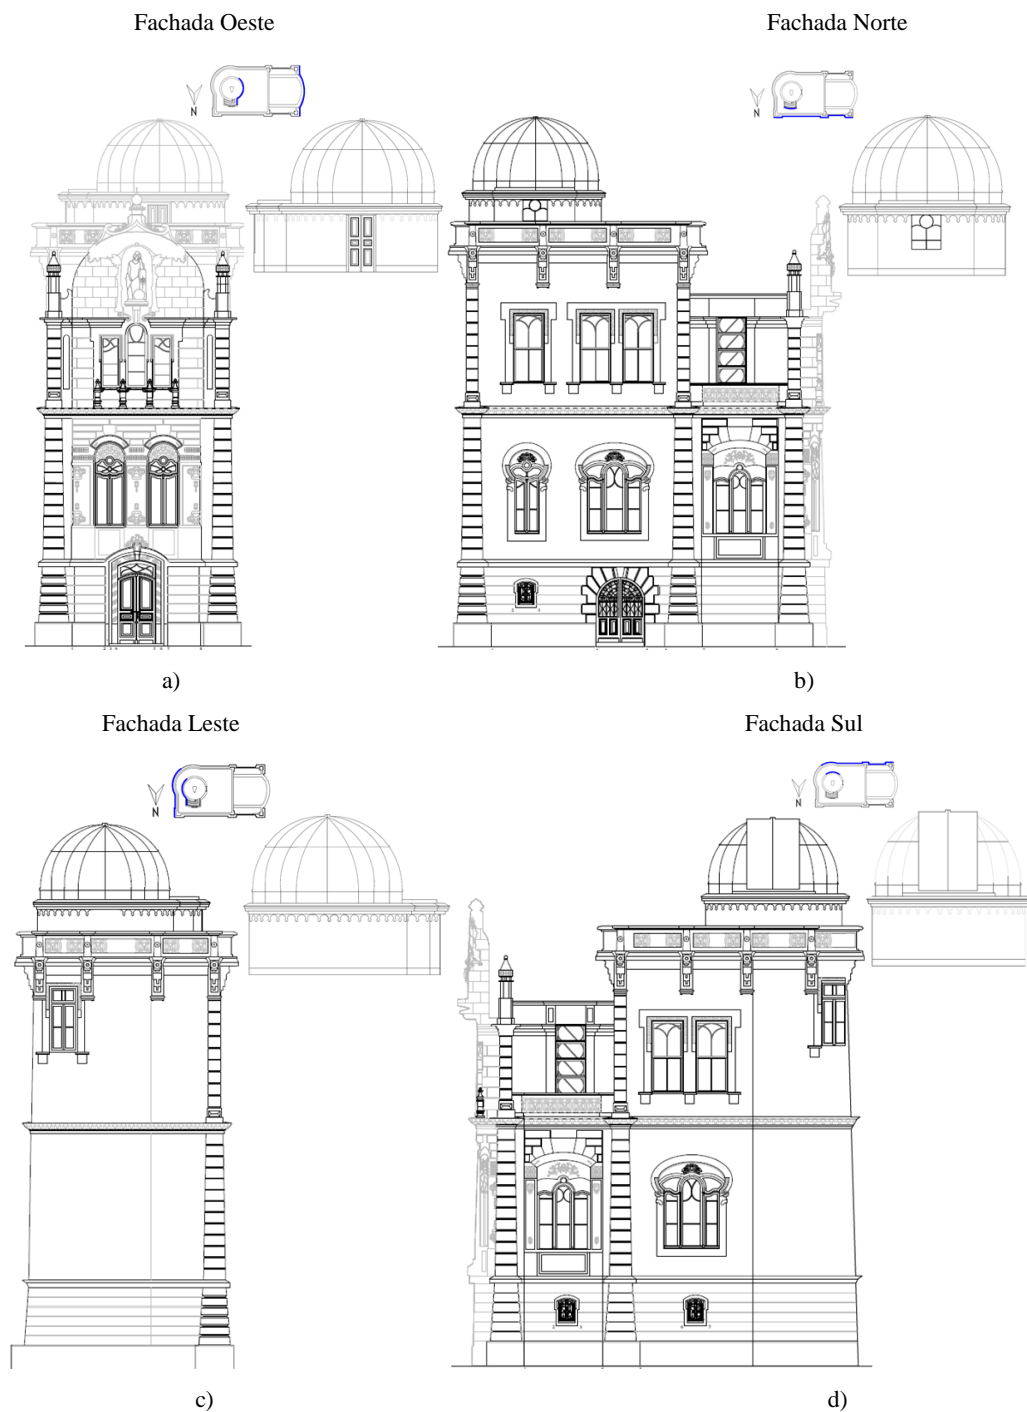 Fachada Oeste
Fachada Norte
N
N
a)
b)
Fachada Leste
Fachada Sul
N
N
c)
d)